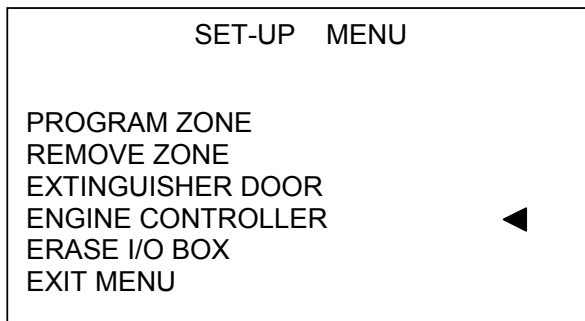 SET-UP MENU
PROGRAM ZONE
REMOVE ZONE
EXTINGUISHER DOOR
ENGINE CONTROLLER ◀
ERASE I/O BOX
EXIT MENU